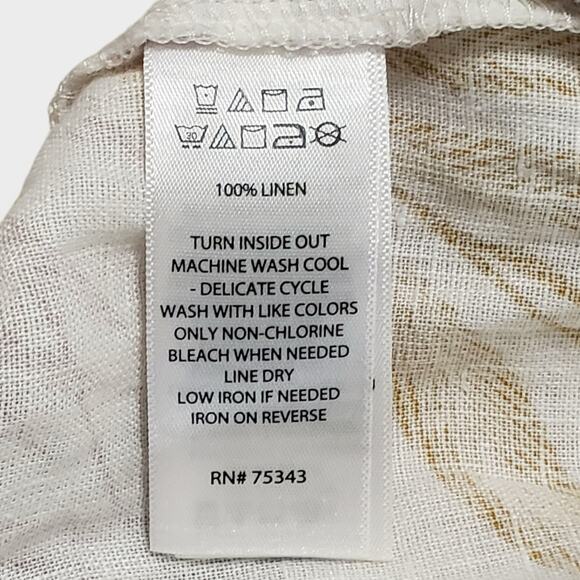 30
100% LINEN
TURN INSIDE OUT
MACHINE WASH COOL
- DELICATE CYCLE
WASH WITH LIKE COLORS
ONLY NON-CHLORINE
BLEACH WHEN NEEDED
LINE DRY
LOW IRON IF NEEDED
IRON ON REVERSE
RN# 75343